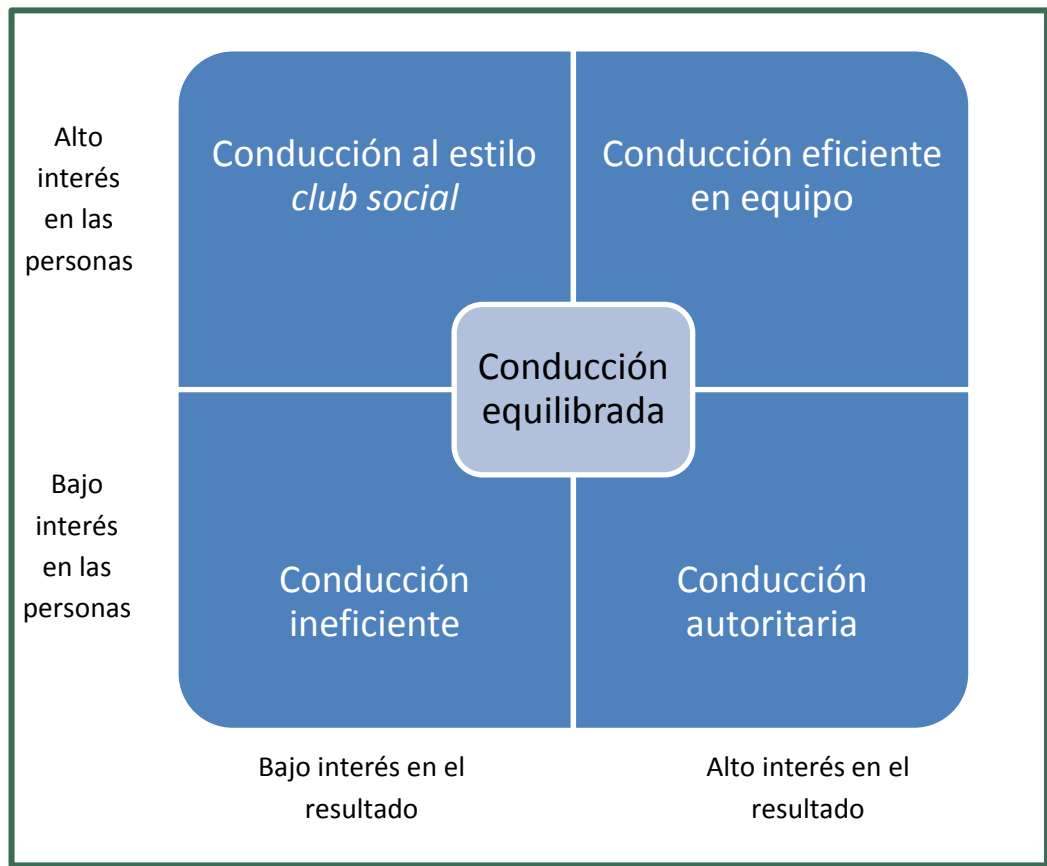 Alto
interés
en las
personas
Conducción al estilo
club social
Conducción eficiente
en equipo
Conducción
equilibrada
Bajo
interés
en las
personas
Conducción
ineficiente
Conducción
autoritaria
Bajo interés en el
resultado
Alto interés en el
resultado